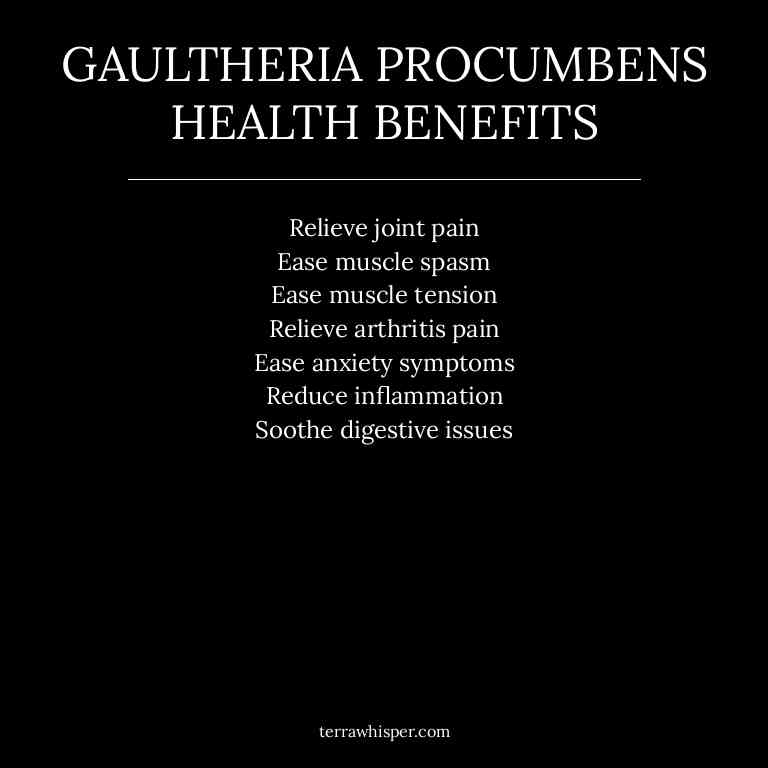 GAULTHERIA PROCUMBENS
HEALTH BENEFITS
Relieve joint pain
Ease muscle spasm
Ease muscle tension
Relieve arthritis pain
Ease anxiety symptoms
Reduce inflammation
Soothe digestive issues
terrawhisper.com